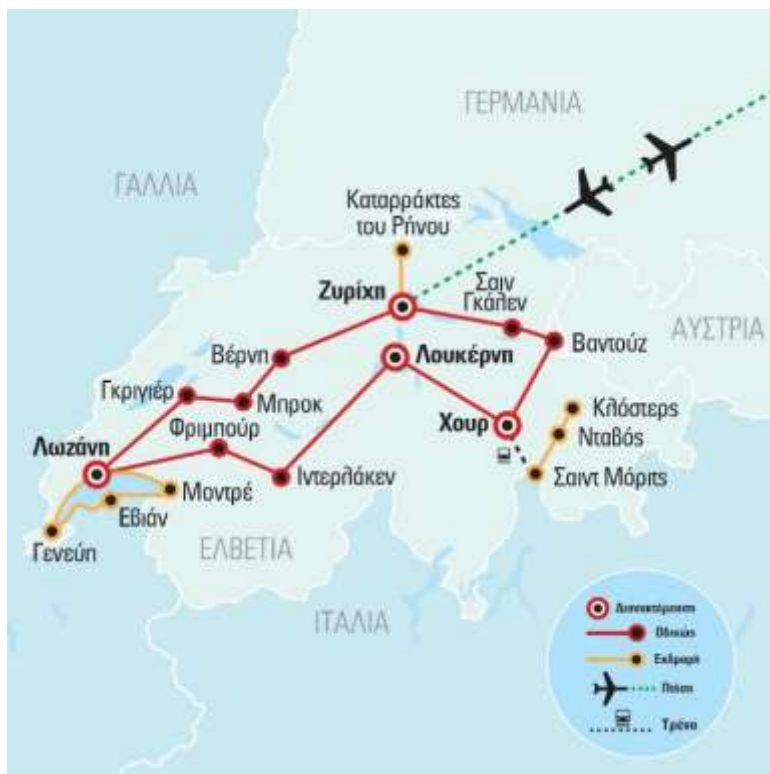 ΓΕΡΜΑΝΙΑ
ΓΑΛΛΙΑ
Καταρράκτες
του Ρήνου
Ζυρίχη
Σαιν
Γκάλεν
ΑΥΣΤΡΙΑ
Βαντούζ
Βέρνη
Λουκέρνη
Γκριγιέρ
Μπροκ
Κλόστερς
Χουρ
Νταβός
Φριμπούρ
Λωζάνη
Ιντερλάκεν
Σαιντ Μόριτς
Μοντρέ
Εβιάν
Γενεύη
ΕΛΒΕΤΙΑ
ΙΤΑΛΙΑ
Διανυκτέρευση
Οδικώς
Εκδρομή
Πτήση
Τρένο